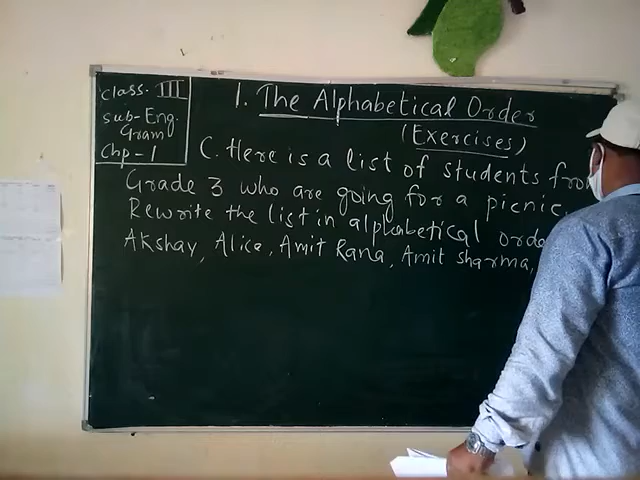 Class. III
Sub- Eng.
Gram
Chp - 1
1. The Alphabetical Order
(Exercises)
C. Here is a list of students from
Grade 3 who are going for a picnic.
Rewrite the list in alphabetical orde
Akshay, Alice, Amit Rana, Amit Sharma,